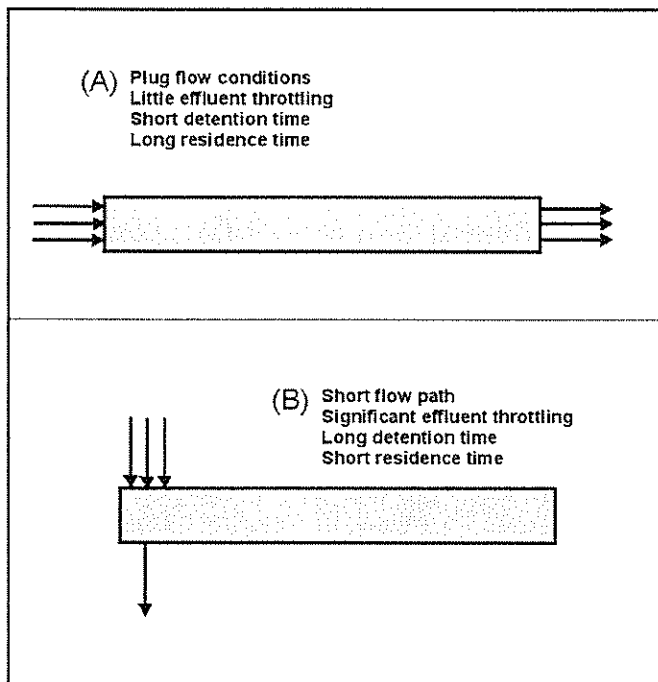 (A) Plug flow conditions
Little effluent throttling
Short detention time
Long residence time
(B) Short flow path
Significant effluent throttling
Long detention time
Short residence time